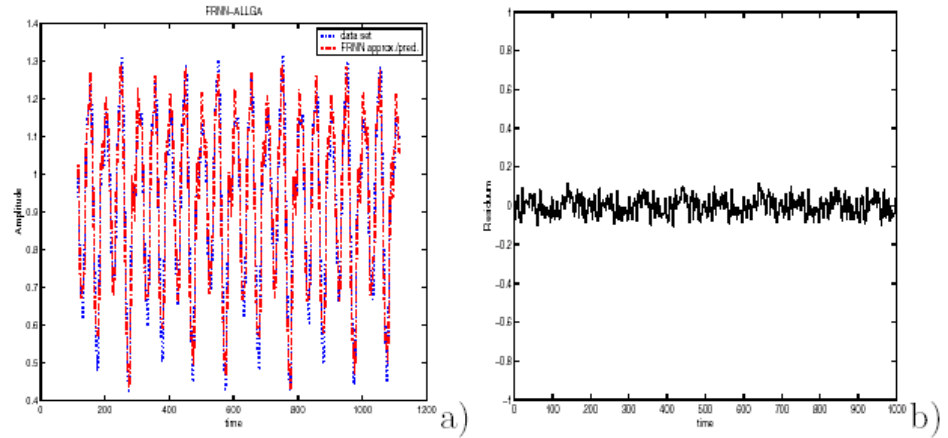 FRNN-ALLGA
data set
FRNN approx./pred.
Amplitude
1.4
1.3
1.2
1.1
1
0.9
0.8
0.7
0.6
0.5
0.4
0 200 400 600 800 1000 1200
time
a)
Residuum
1
0.8
0.6
0.4
0.2
0
-0.2
-0.4
-0.6
-0.8
-1
0 100 200 300 400 500 600 700 800 900 1000
time
b)